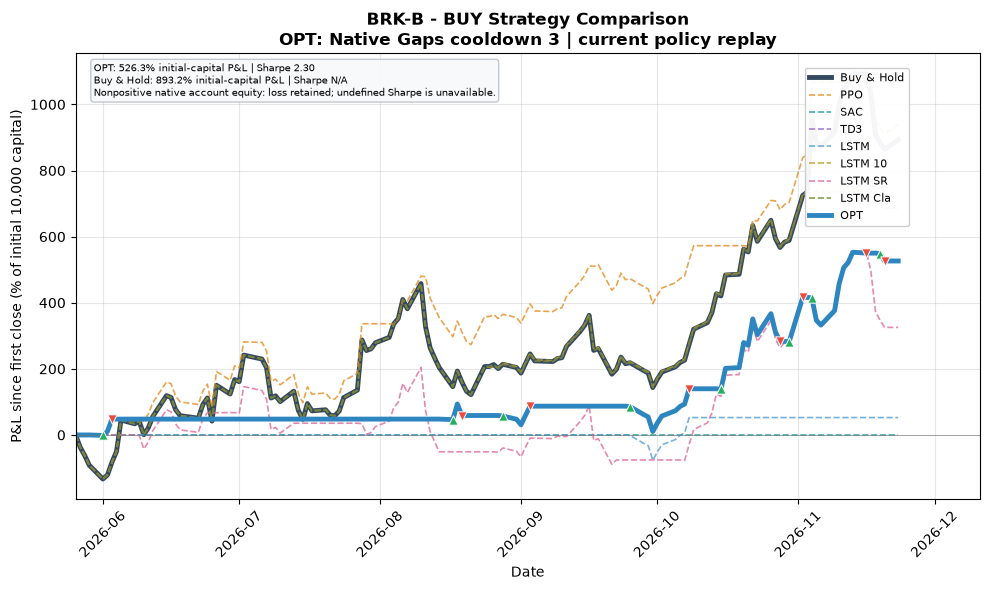 BRK-B - BUY Strategy Comparison
OPT: Native Gaps cooldown 3 | current policy replay
OPT: 526.3% initial-capital P&L | Sharpe 2.30
Buy & Hold: 893.2% initial-capital P&L | Sharpe N/A
Nonpositive native account equity: loss retained; undefined Sharpe is unavailable.
Buy & Hold
PPO
SAC
TD3
LSTM
LSTM 10
LSTM SR
LSTM Cla
OPT
P&L since first close (% of initial 10,000 capital)
1000
800
600
400
200
0
2026-06
2026-07
2026-08
2026-09
2026-10
2026-11
2026-12
Date